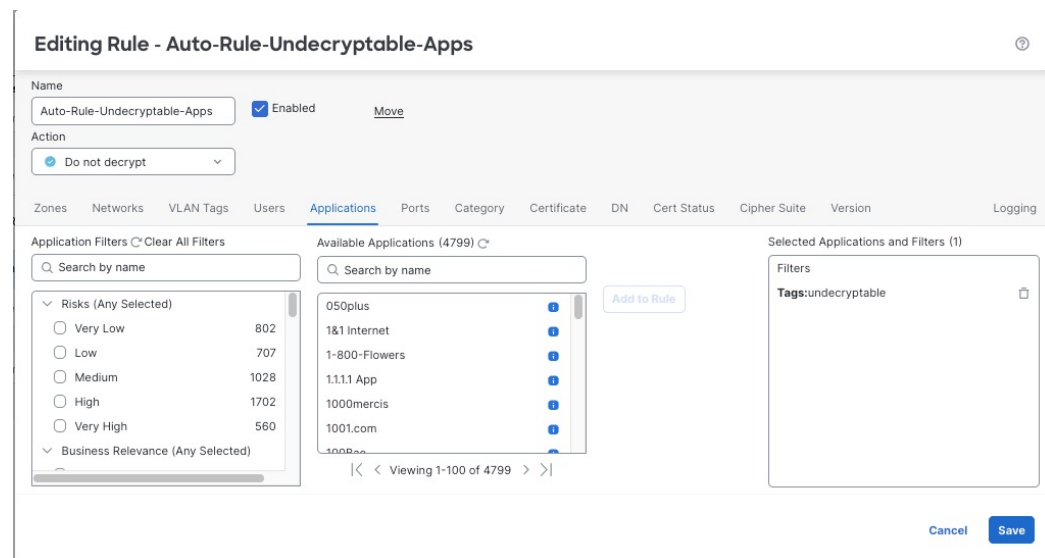 Editing Rule - Auto-Rule-Undecryptable-Apps
Name
Auto-Rule-Undecryptable-Apps
Enabled
Move
Action
Do not decrypt
Zones Networks VLAN Tags Users Applications Ports Category Certificate DN Cert Status Cipher Suite Version Logging
Application Filters Clear All Filters
Search by name
Risks (Any Selected)
Very Low 802
Low 707
Medium 1028
High 1702
Very High 560
Business Relevance (Any Selected)
Available Applications (4799)
Search by name
050plus
1&1 Internet
1-800-Flowers
1.1.1.1 App
1000mercis
1001.com
100Bao
Viewing 1-100 of 4799
Add to Rule
Selected Applications and Filters (1)
Filters
Tags:undecryptable
Cancel
Save